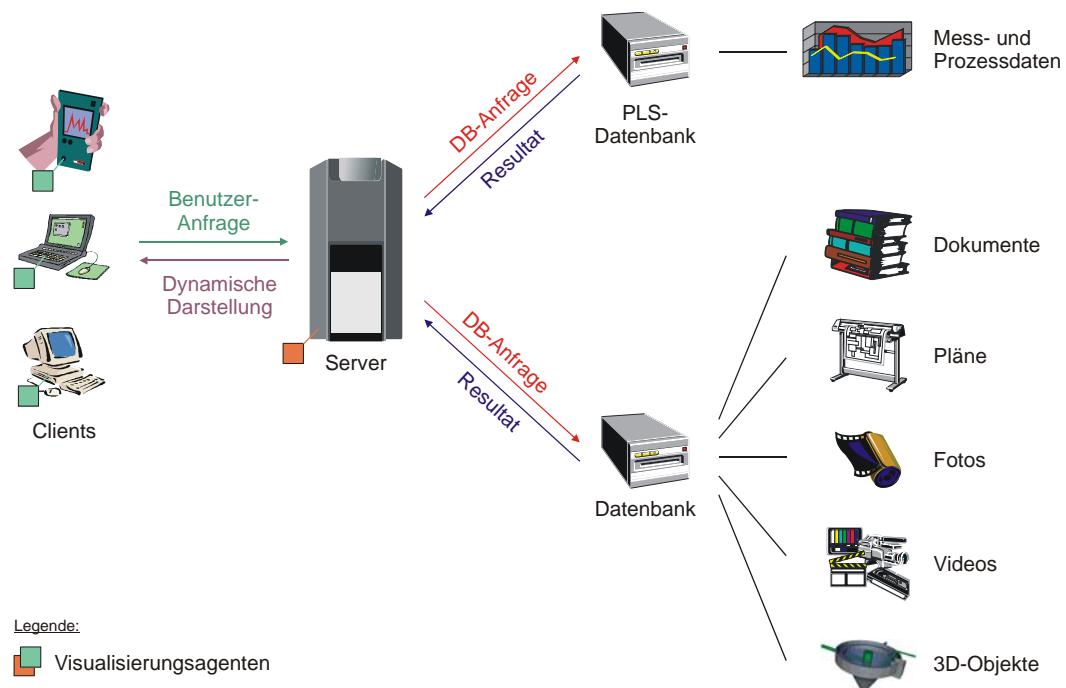 Mess- und
Prozessdaten
PLS-
Datenbank
DB-Anfrage
Resultat
Benutzer-
Anfrage
Dynamische
Darstellung
Server
Clients
DB-Anfrage
Resultat
Datenbank
Dokumente
Pläne
Fotos
Videos
3D-Objekte
Legende:
Visualisierungsagenten